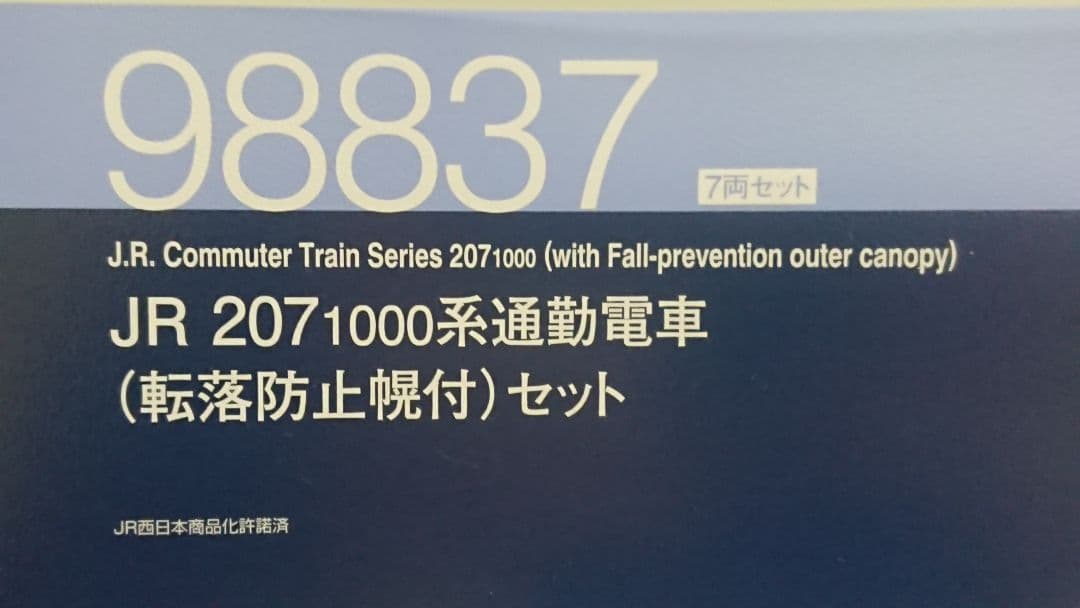 98837
7両セット
J.R. Commuter Train Series 2071000 (with Fall-prevention outer canopy)
JR 2071000系通勤電車
(転落防止幌付)セット
JR西日本商品化許諾済